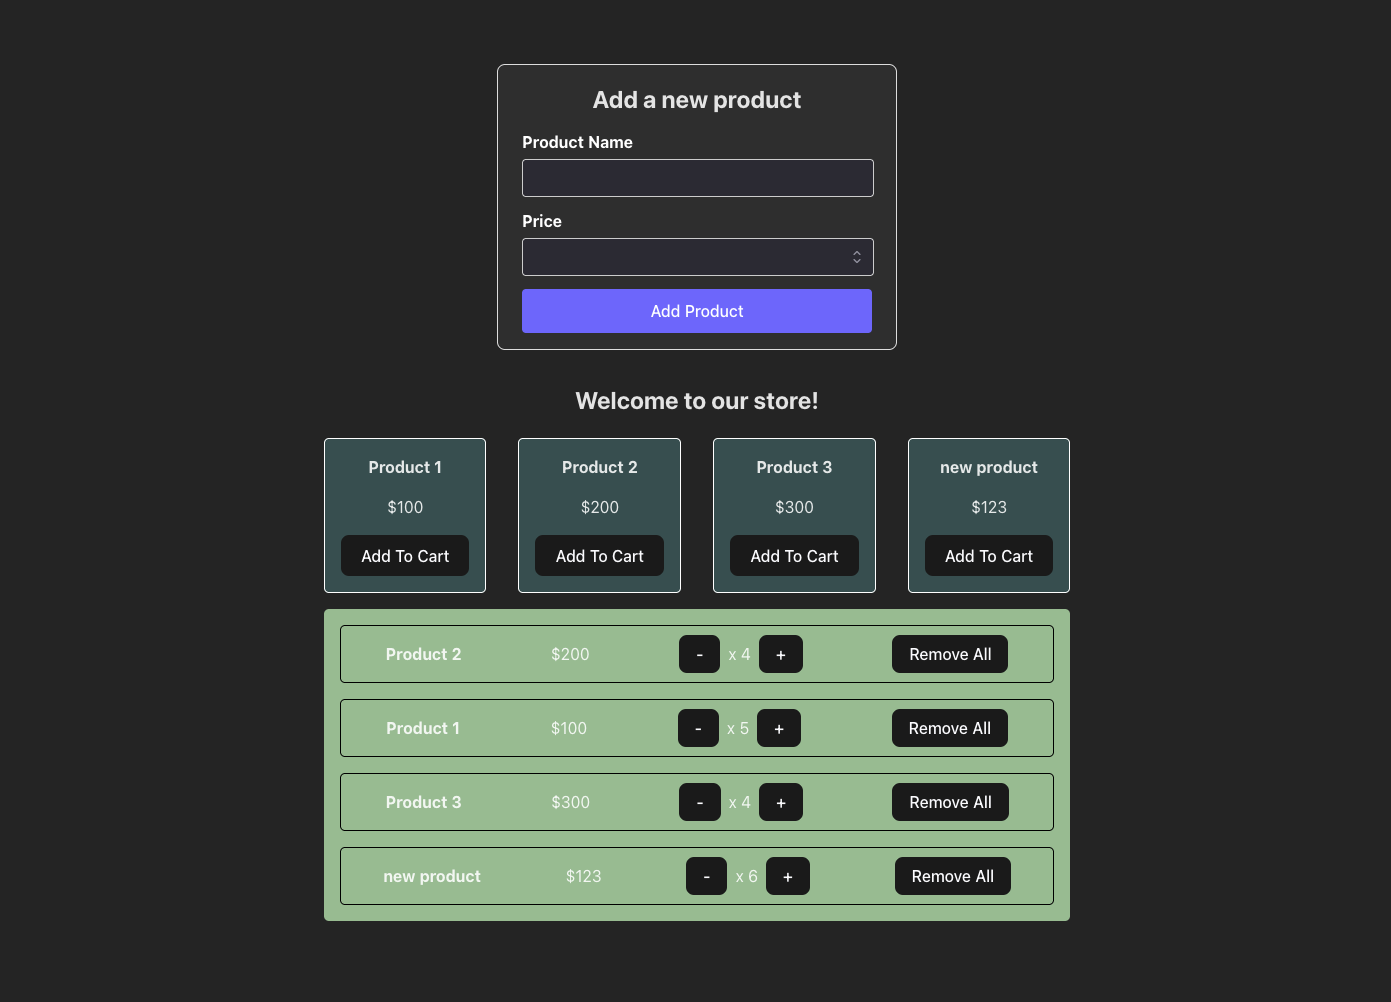 Add a new product
Product Name
Price
Add Product
Welcome to our store!
Product 1 Product 2 Product 3 new product
$100 $200 $300 $123
Add To Cart Add To Cart Add To Cart Add To Cart
Product 2 $200 - x 4 + Remove All
Product 1 $100 - x 5 + Remove All
Product 3 $300 - x 4 + Remove All
new product $123 - x 6 + Remove All